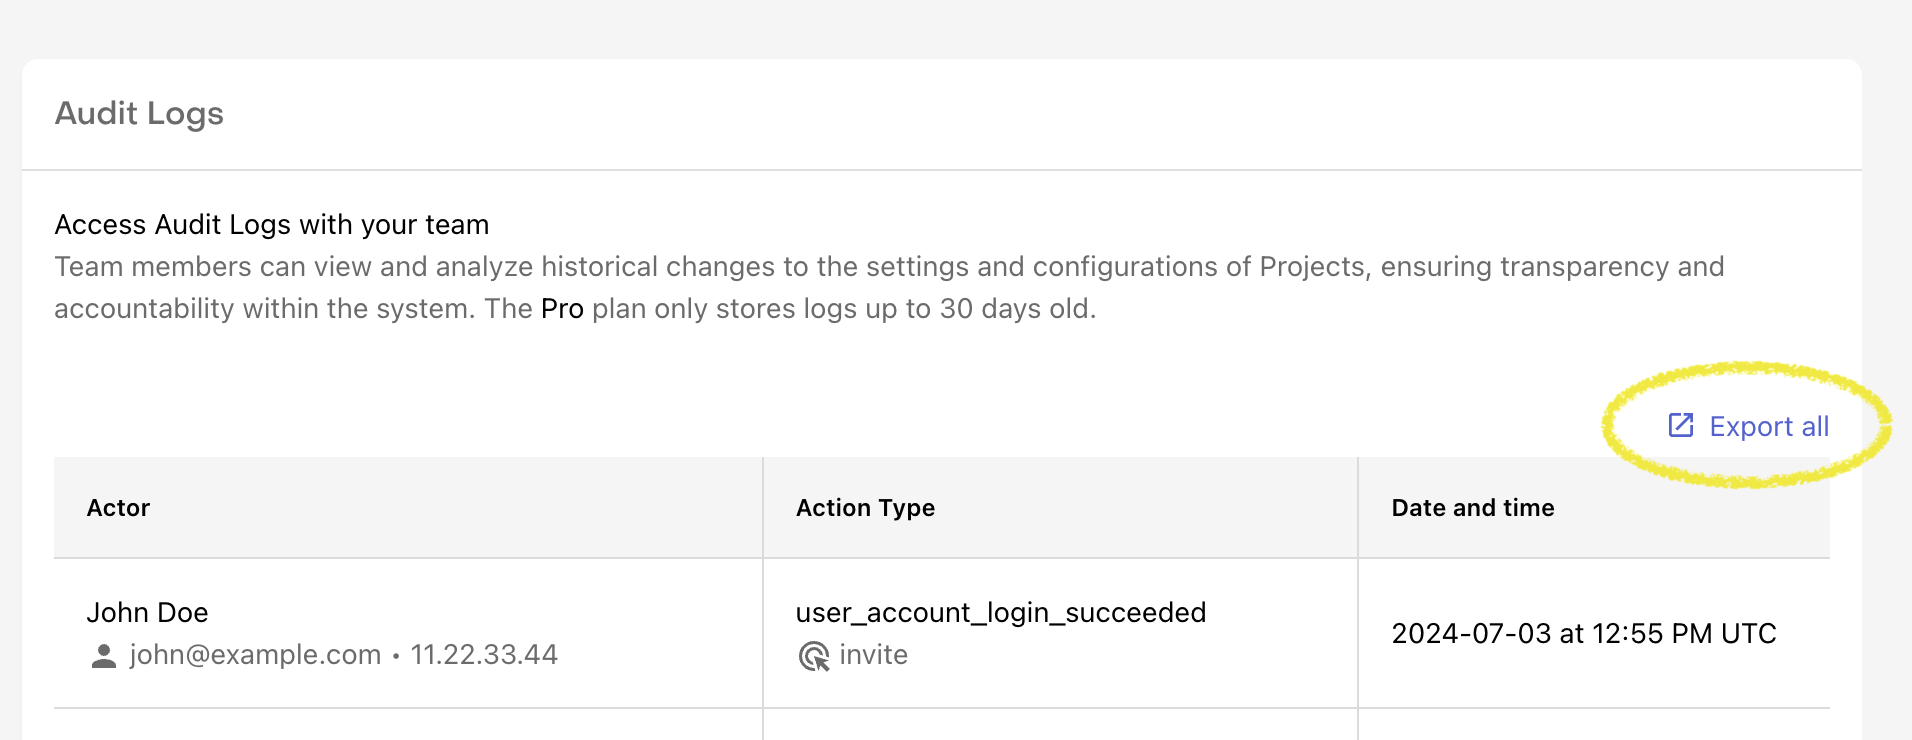 Audit Logs
Access Audit Logs with your team
Team members can view and analyze historical changes to the settings and configurations of Projects, ensuring transparency and
accountability within the system. The Pro plan only stores logs up to 30 days old.
Export all
Actor
Action Type
Date and time
John Doe
john@example.com • 11.22.33.44
user_account_login_succeeded
invite
2024-07-03 at 12:55 PM UTC